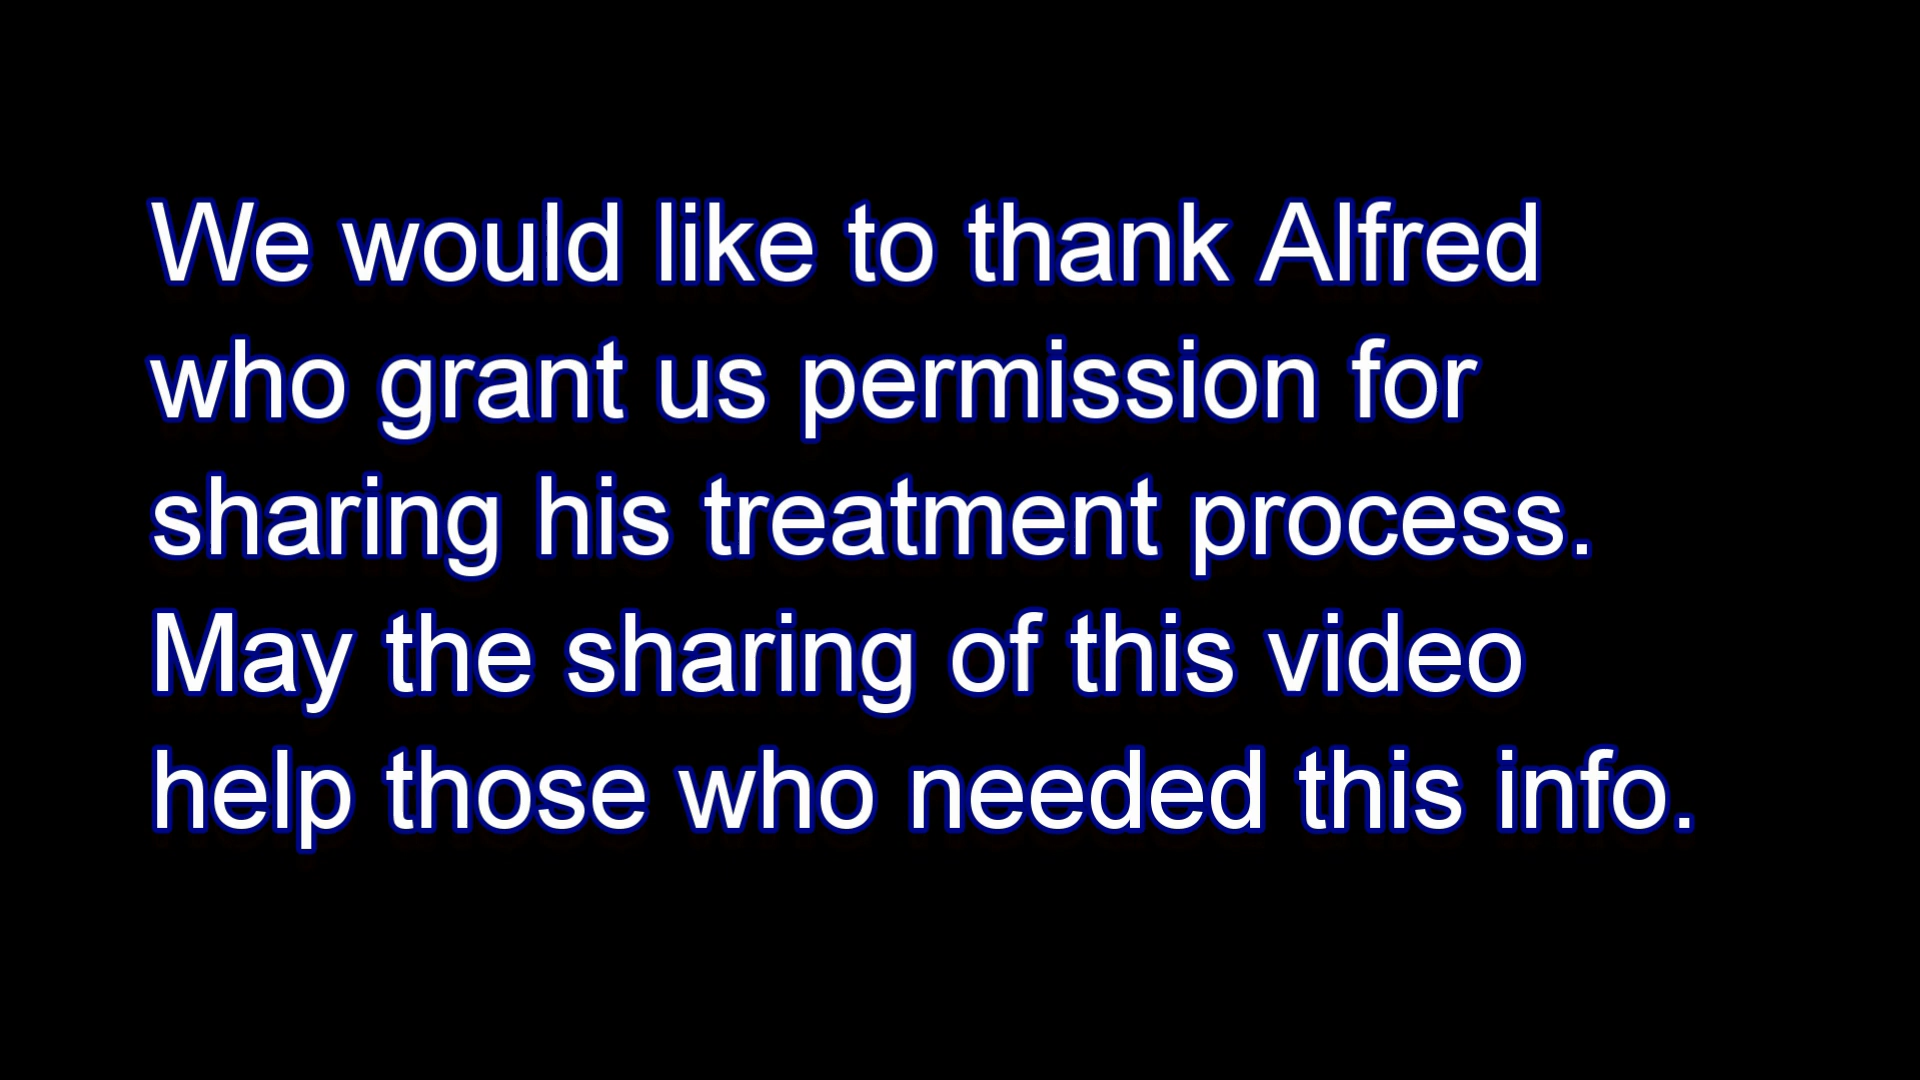 We would like to thank Alfred
who grant us permission for
sharing his treatment process.
May the sharing of this video
help those who needed this info.